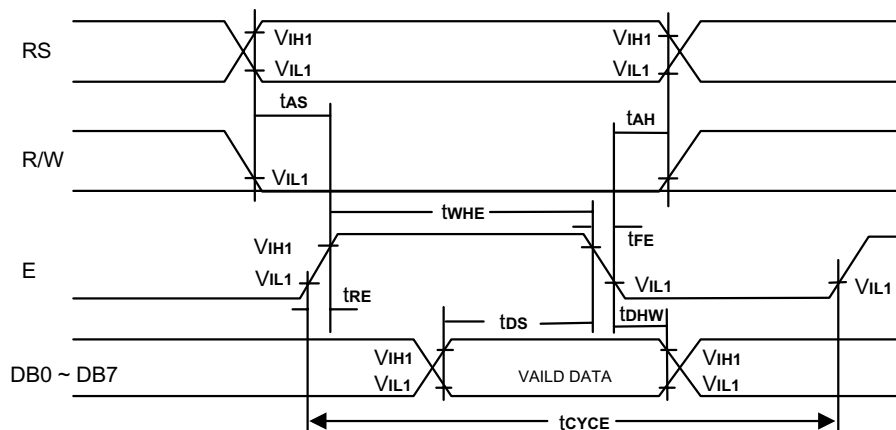 RS VIH1 VIH1
VIL1 VIL1
tAS tAH
R/W VIL1
tWHE
VIH1 tFE
E VIL1 VIL1 VIL1
tRE tDS tDHW
VIH1 VIH1
DB0 ~ DB7 VIL1 VAILD DATA VIL1
tCYCE